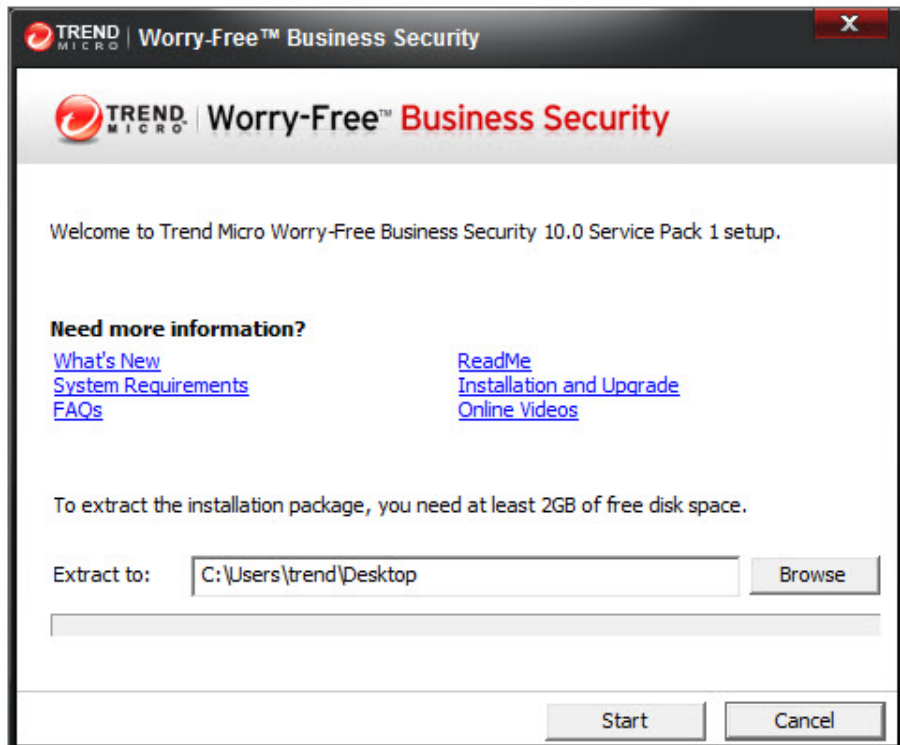 TREND MICRO | Worry-Free™ Business Security
X
TREND MICRO™ | Worry-Free™ Business Security
Welcome to Trend Micro Worry-Free Business Security 10.0 Service Pack 1 setup.
Need more information?
What's New
ReadMe
System Requirements
Installation and Upgrade
FAQs
Online Videos
To extract the installation package, you need at least 2GB of free disk space.
Extract to: C:\Users\trend\Desktop Browse
Start Cancel